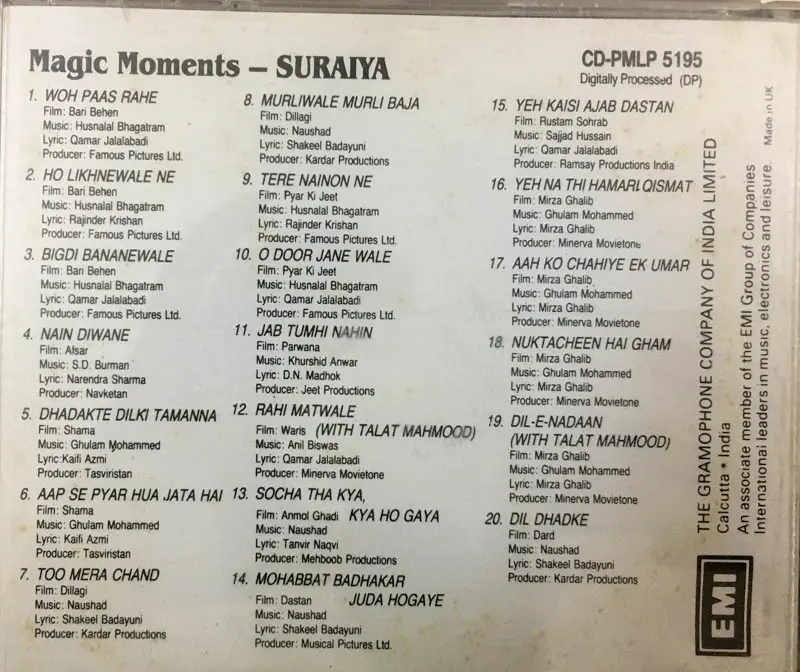 Magic Moments – SURAIYA
CD-PMLP 5195
Digitally Processed (DP)
1. WOH PAAS RAHE
Film: Bari Behen
Music: Husnalal Bhagatram
Lyric: Qamar Jalalabadi
Producer: Famous Pictures Ltd.
2. HO LIKHNEWALE NE
Film: Bari Behen
Music: Husnalal Bhagatram
Lyric: Rajinder Krishan
Producer: Famous Pictures Ltd.
3. BIGDI BANANEWALE
Film: Bari Behen
Music: Husnalal Bhagatram
Lyric: Qamar Jalalabadi
Producer: Famous Pictures Ltd.
4. NAIN DIWANE
Film: Afsar
Music: S.D. Burman
Lyric: Narendra Sharma
Producer: Navketan
5. DHADAKTE DILKI TAMANNA
Film: Shama
Music: Ghulam Mohammed
Lyric:Kaifi Azmi
Producer: Tasviristan
6. AAP SE PYAR HUA JATA HAI
Film: Shama
Music: Ghulam Mohammed
Lyric: Kaifi Azmi
Producer: Tasviristan
7. TOO MERA CHAND
Film: Dillagi
Music: Naushad
Lyric: Shakeel Badayuni
Producer: Kardar Productions
8. MURLIWALE MURLI BAJA
Film: Dillagi
Music: Naushad
Lyric: Shakeel Badayuni
Producer: Kardar Productions
9. TERE NAINON NE
Film: Pyar Ki Jeet
Music: Husnalal Bhagatram
Lyric: Rajinder Krishan
Producer: Famous Pictures Ltd.
10. O DOOR JANE WALE
Film: Pyar Ki Jeet
Music: Husnalal Bhagatram
Lyric: Qamar Jalalabadi
Producer: Famous Pictures Ltd.
11. JAB TUMHI NAHIN
Film: Parwana
Music: Khurshid Anwar
Lyric: D.N. Madhok
Producer: Jeet Productions
12. RAHI MATWALE
Film: Waris (WITH TALAT MAHMOOD)
Music: Anil Biswas
Lyric: Qamar Jalalabadi
Producer: Minerva Movietone
13. SOCHA THA KYA,
Film: Anmol Ghadi KYA HO GAYA
Music: Naushad
Lyric: Tanvir Naqvi
Producer: Mehboob Productions
14. MOHABBAT BADHAKAR
Film: Dastan JUDA HOGAYE
Music: Naushad
Lyric: Shakeel Badayuni
Producer: Musical Pictures Ltd.
15. YEH KAISI AJAB DASTAN
Film: Rustam Sohrab
Music: Sajjad Hussain
Lyric: Qamar Jalalabadi
Producer: Ramsay Productions India
16. YEH NA THI HAMARI QISMAT
Film: Mirza Ghalib
Music: Ghulam Mohammed
Lyric: Mirza Ghalib
Producer: Minerva Movietone
17. AAH KO CHAHIYE EK UMAR
Film: Mirza Ghalib
Music: Ghulam Mohammed
Lyric: Mirza Ghalib
Producer: Minerva Movietone
18. NUKTACHEEN HAI GHAM
Film: Mirza Ghalib
Music: Ghulam Mohammed
Lyric: Mirza Ghalib
Producer: Minerva Movietone
19. DIL-E-NADAAN
(WITH TALAT MAHMOOD)
Film: Mirza Ghalib
Music: Ghulam Mohammed
Lyric: Mirza Ghalib
Producer: Minerva Movietone
20. DIL DHADKE
Film: Dard
Music: Naushad
Lyric: Shakeel Badayuni
Producer: Kardar Productions
EMI
THE GRAMOPHONE COMPANY OF INDIA LIMITED
Calcutta • India
An associate member of the EMI Group of Companies
International leaders in music, electronics and leisure.
Made in UK